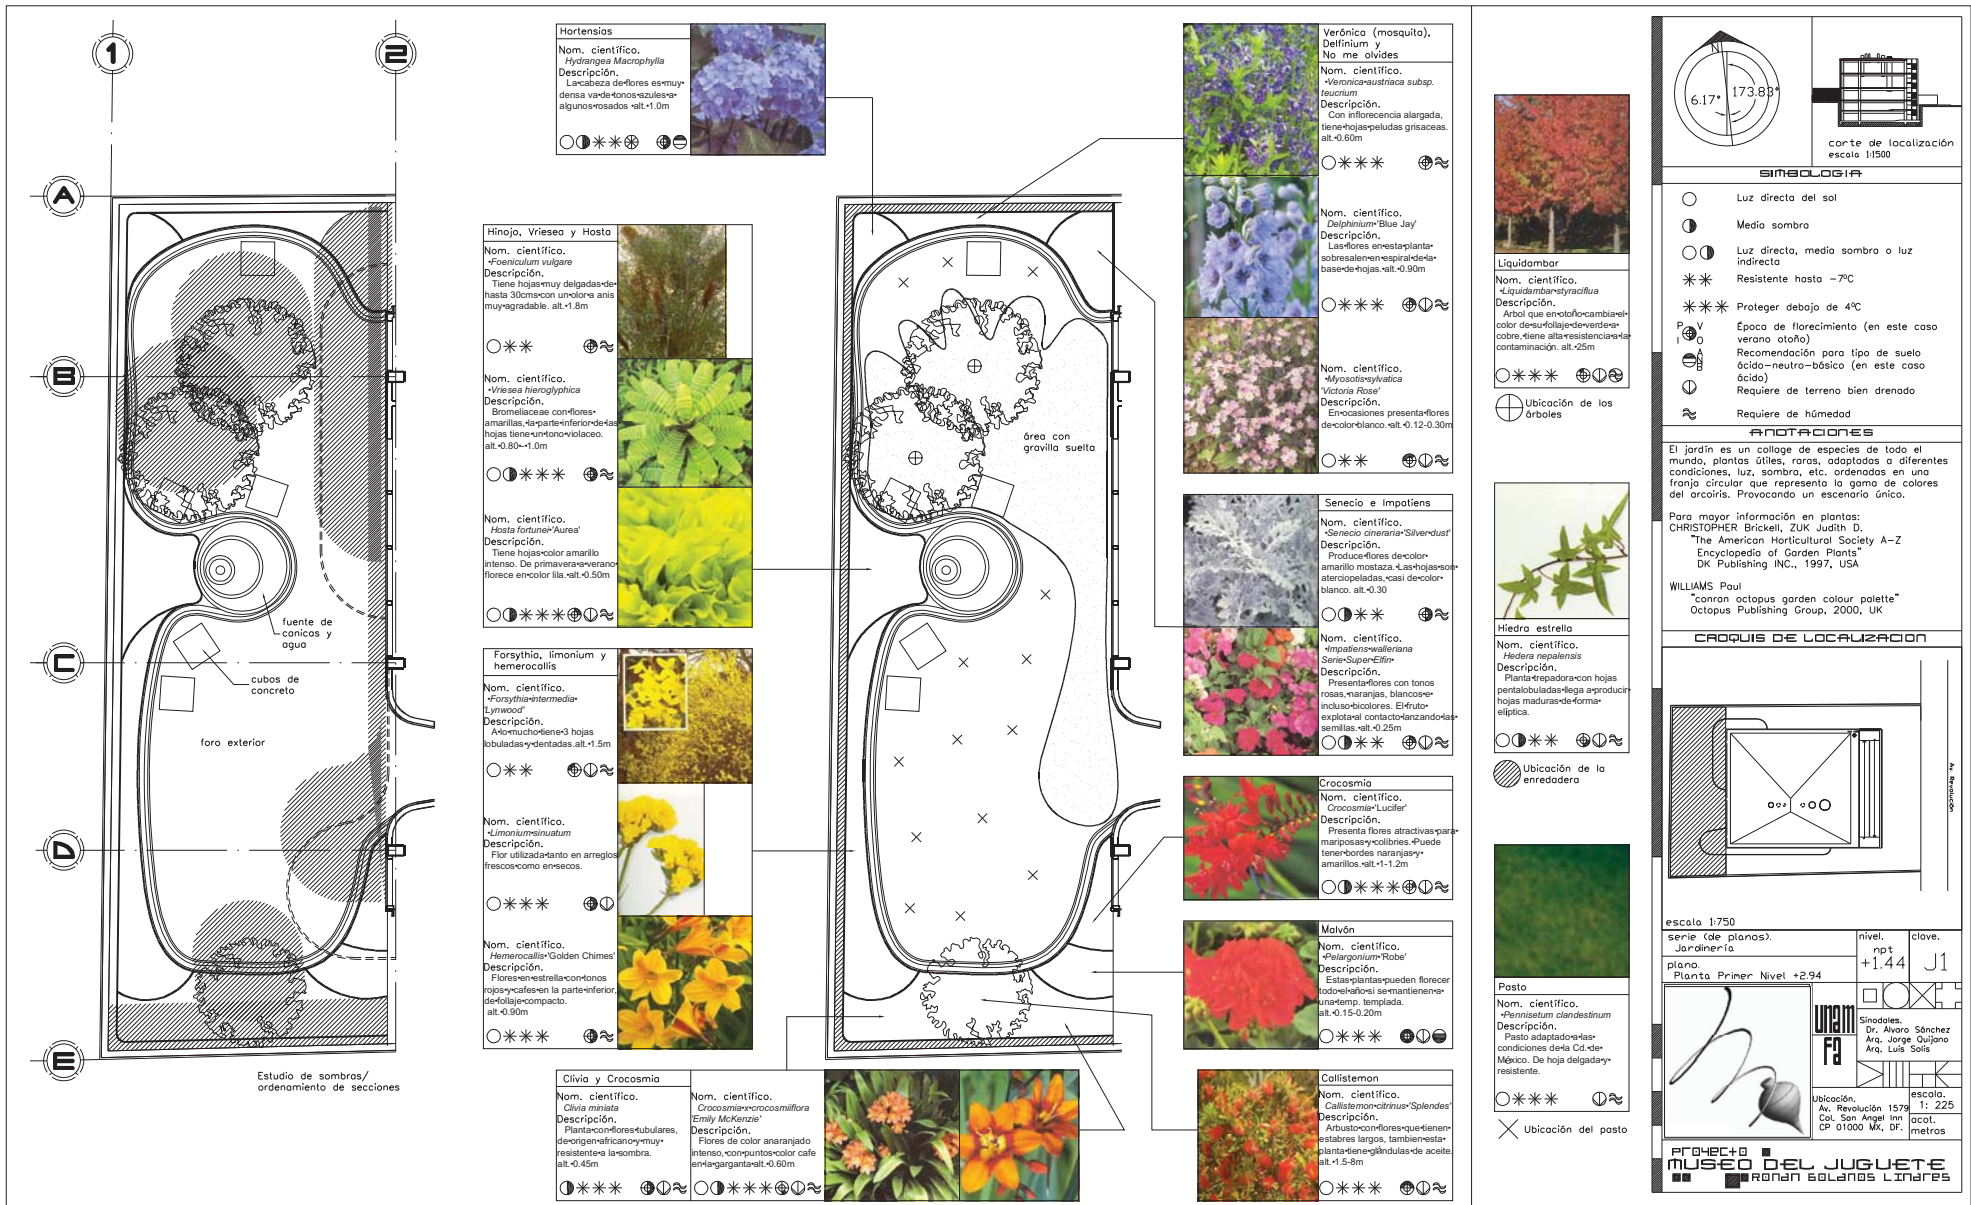 1
2
A
B
C
D
E
fuente de
canicas y
agua
cubos de
concreto
foro exterior
Estudio de sombras/
ordenamiento de secciones
Hortensias
Nom. científico.
Hydrangea Macrophylla
Descripción.
La•cabeza de•flores es•muy•
densa va•de•tonos•azules•a•
algunos•rosados •alt.•1.0m
Hinojo, Vriesea y Hosta
Nom. científico.
•Foeniculum vulgare
Descripción.
Tiene hojas•muy delgadas•de•
hasta 30cms•con un•olor•a anis
muy•agradable. alt.•1.8m
Nom. científico.
•Vriesea hieroglyphica
Descripción.
Bromeliaceae con•flores•
amarillas,•la•parte•inferior•de•las
hojas tiene•un•tono•violaceo.
alt.•0.80•-•1.0m
Nom. científico.
Hosta fortunei•'Aurea'
Descripción.
Tiene hojas•color amarillo
intenso. De primavera•a•verano•
florece en•color lila.•alt.•0.50m
Forsythia, limonium y
hemerocallis
Nom. científico.
•Forsythia•intermedia•
'Lynwood'
Descripción.
A•lo•mucho•tiene•3 hojas
lobuladas•y•dentadas.alt.•1.5m
Nom. científico.
•Limonium•sinuatum
Descripción.
Flor utilizada•tanto en•arreglos
frescos•como en•secos.
Nom. científico.
Hemerocallis•'Golden Chimes'
Descripción.
Flores•en•estrella•con•tonos
rojos•y•cafes•en la parte•inferior,
de•follaje•compacto.
alt.•0.90m
Clivia y Crocosmia
Nom. científico.
Clivia miniata
Descripción.
Planta•con•flores•tubulares,
de•origen•africano•y•muy•
resistente•a la•sombra.
alt.•0.45m
Nom. científico.
Crocosmia•x•crocosmiiflora
'Emily McKenzie'
Descripción.
Flores de color anaranjado
intenso,•con•puntos•color cafe
en•la•garganta•alt.•0.60m
área con
gravilla suelta
Verónica (mosquita),
Delfinium y
No me olvides
Nom. científico.
•Veronica•austriaca subsp.
teucrium
Descripción.
Con inflorecencia alargada,
tiene•hojas•peludas grisaceas.
alt.•0.60m
Nom. científico.
Delphinium•'Blue Jay'
Descripción.
Las•flores en•esta•planta•
sobresalen•en•espiral•de•la•
base•de•hojas.•alt.•0.90m
Nom. científico.
•Myosotis•sylvatica
'Victoria Rose'
Descripción.
En•ocasiones presenta•flores
de•color•blanco.•alt.•0.12-0.30m
Senecio e Impatiens
Nom. científico.
•Senecio cineraria•'Silver•dust'
Descripción.
Produce•flores de•color•
amarillo mostaza.•Las•hojas•son•
aterciopeladas,•casi de•color•
blanco. alt.•0.30
Nom. científico.
•Impatiens•walleriana
Serie•Super•Elfin•
Descripción.
Presenta•flores con tonos
rosas,•naranjas, blancos•e•
incluso•bicolores. El•fruto•
explota•al contacto•lanzando•las•
semillas.•alt.•0.25m
Crocosmia
Nom. científico.
Crocosmia•'Lucifer'
Descripción.
Presenta flores atractivas•para•
mariposas•y•colibries.•Puede
tener•bordes naranjas•y•
amarillos.•alt.•1-1.2m
Malvón
Nom. científico.
•Pelargonium•'Robe'
Descripción.
Estas•plantas•pueden florecer
todo•el•año•si se•mantienen•a•
una•temp. templada.
alt.•0.15-0.20m
Callistemon
Nom. científico.
Callistemon•citrinus•'Splendes'
Descripción.
Arbusto•con•flores•que•tienen•
estabres largos, tambien•esta•
planta•tiene•glándulas•de aceite.
alt.•1.5-8m
Liquidambar
Nom. científico.
•Liquidambar•styraciflua
Descripción.
Arbol que en•otoño•cambia•el•
color de•su•follaje•de•verde•a•
cobre,•tiene alta•resistencia•a•la•
contaminación. alt.•25m
Ubicación de los
árboles
Hiedra estrella
Nom. científico.
Hedera nepalensis
Descripción.
Planta•trepadora•con hojas
pentalobuladas•llega a•producir•
hojas maduras•de•forma•
elíptica.
Ubicación de la
enredadera
Pasto
Nom. científico.
•Pennisetum clandestinum
Descripción.
Pasto adaptado•a•las•
condiciones de•la Cd.•de•
México. De hoja delgada•y•
resistente.
Ubicación del pasto
N
6.17°
173.83°
corte de localización
escala 1:1500
SIMBOLOGIA
Luz directa del sol
Media sombra
Luz directa, media sombra o luz
indirecta
Resistente hasta -7ºC
Proteger debajo de 4ºC
P V
I O
Época de florecimiento (en este caso
verano otoño)
A
N
B
Recomendación para tipo de suelo
ácido-neutro-básico (en este caso
ácido)
Requiere de terreno bien drenado
Requiere de húmedad
ANOTACIONES
El jardín es un collage de especies de todo el
mundo, plantas útiles, raras, adaptadas a diferentes
condiciones, luz, sombra, etc. ordenadas en una
franja circular que representa la gama de colores
del arcoiris. Provocando un escenario único.
Para mayor información en plantas:
CHRISTOPHER Brickell, ZUK Judith D.
"The American Horticultural Society A-Z
Encyclopedia of Garden Plants"
DK Publishing INC., 1997, USA
WILLIAMS Paul
"conran octopus garden colour palette"
Octopus Publishing Group, 2000, UK
CROQUIS DE LOCALIZACION
Av. Revolución
escala 1:750
serie (de planos).
Jardinería
nivel.
npt
+1.44
clave.
J1
plano.
Planta Primer Nivel +2.94
unam
fa
Sinodales.
Dr. Alvaro Sánchez
Arq. Jorge Quijano
Arq. Luis Solis
Ubicación.
Av. Revolución 1579
Col. San Angel Inn
CP 01000 MX, DF.
escala.
1: 225
acot.
metros
PROYECTO
MUSEO DEL JUGUETE
RONAN BOLAÑOS LINARES